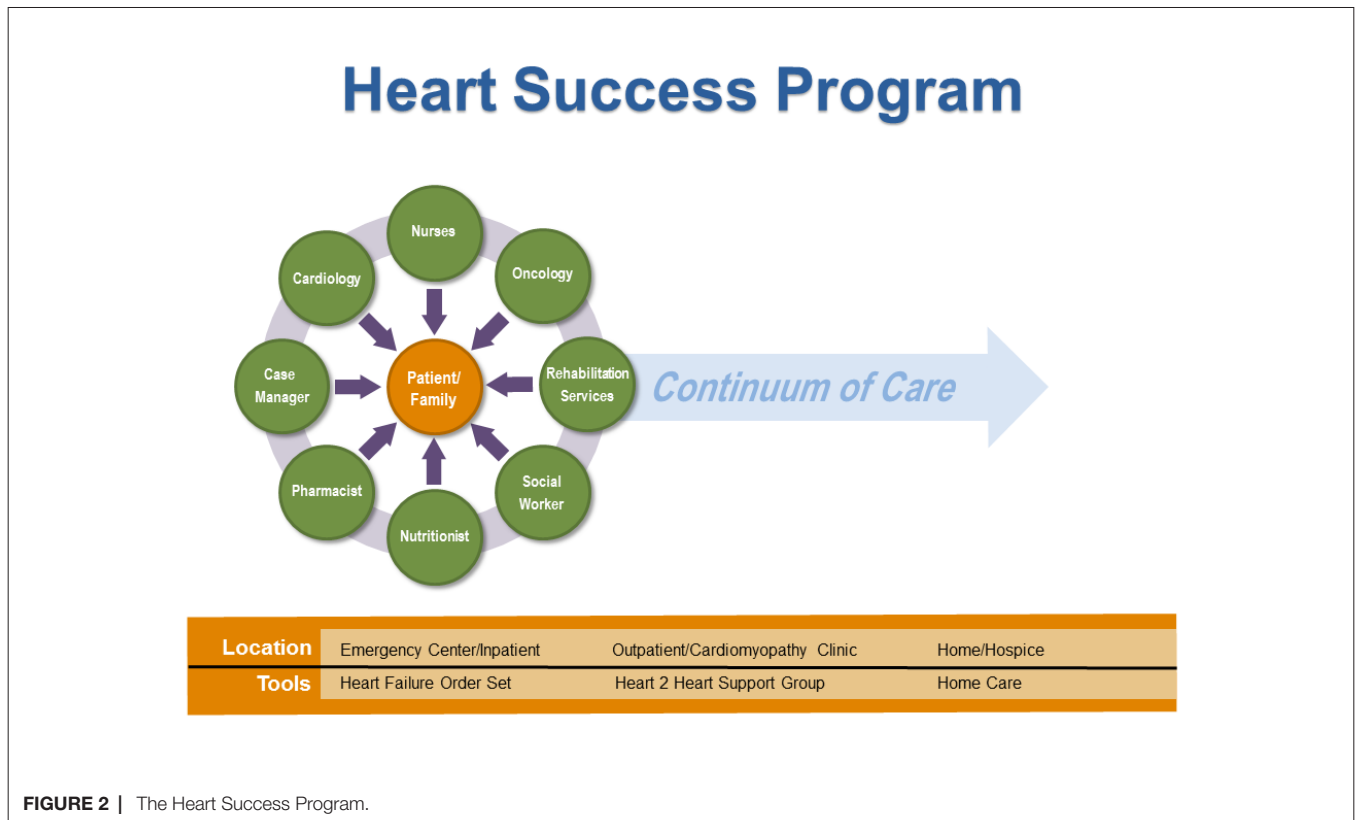 Heart Success Program
Nurses
Oncology
Cardiology
Case
Manager
Patient/
Family
Rehabilitation
Services
Continuum of Care
Pharmacist
Social
Worker
Nutritionist
Location Emergency Center/Inpatient Outpatient/Cardiomyopathy Clinic Home/Hospice
Tools Heart Failure Order Set Heart 2 Heart Support Group Home Care
FIGURE 2 | The Heart Success Program.